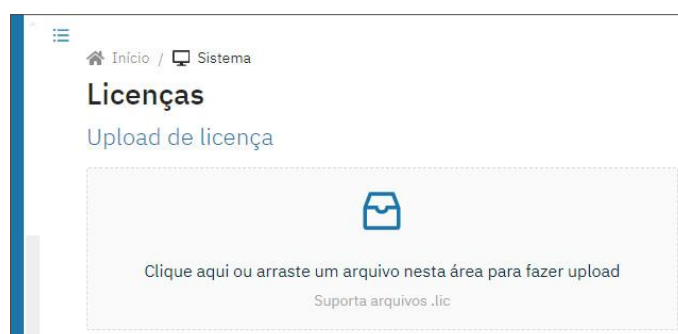 Início / Sistema
Licenças
Upload de licença
Clique aqui ou arraste um arquivo nesta área para fazer upload
Suporta arquivos .lic